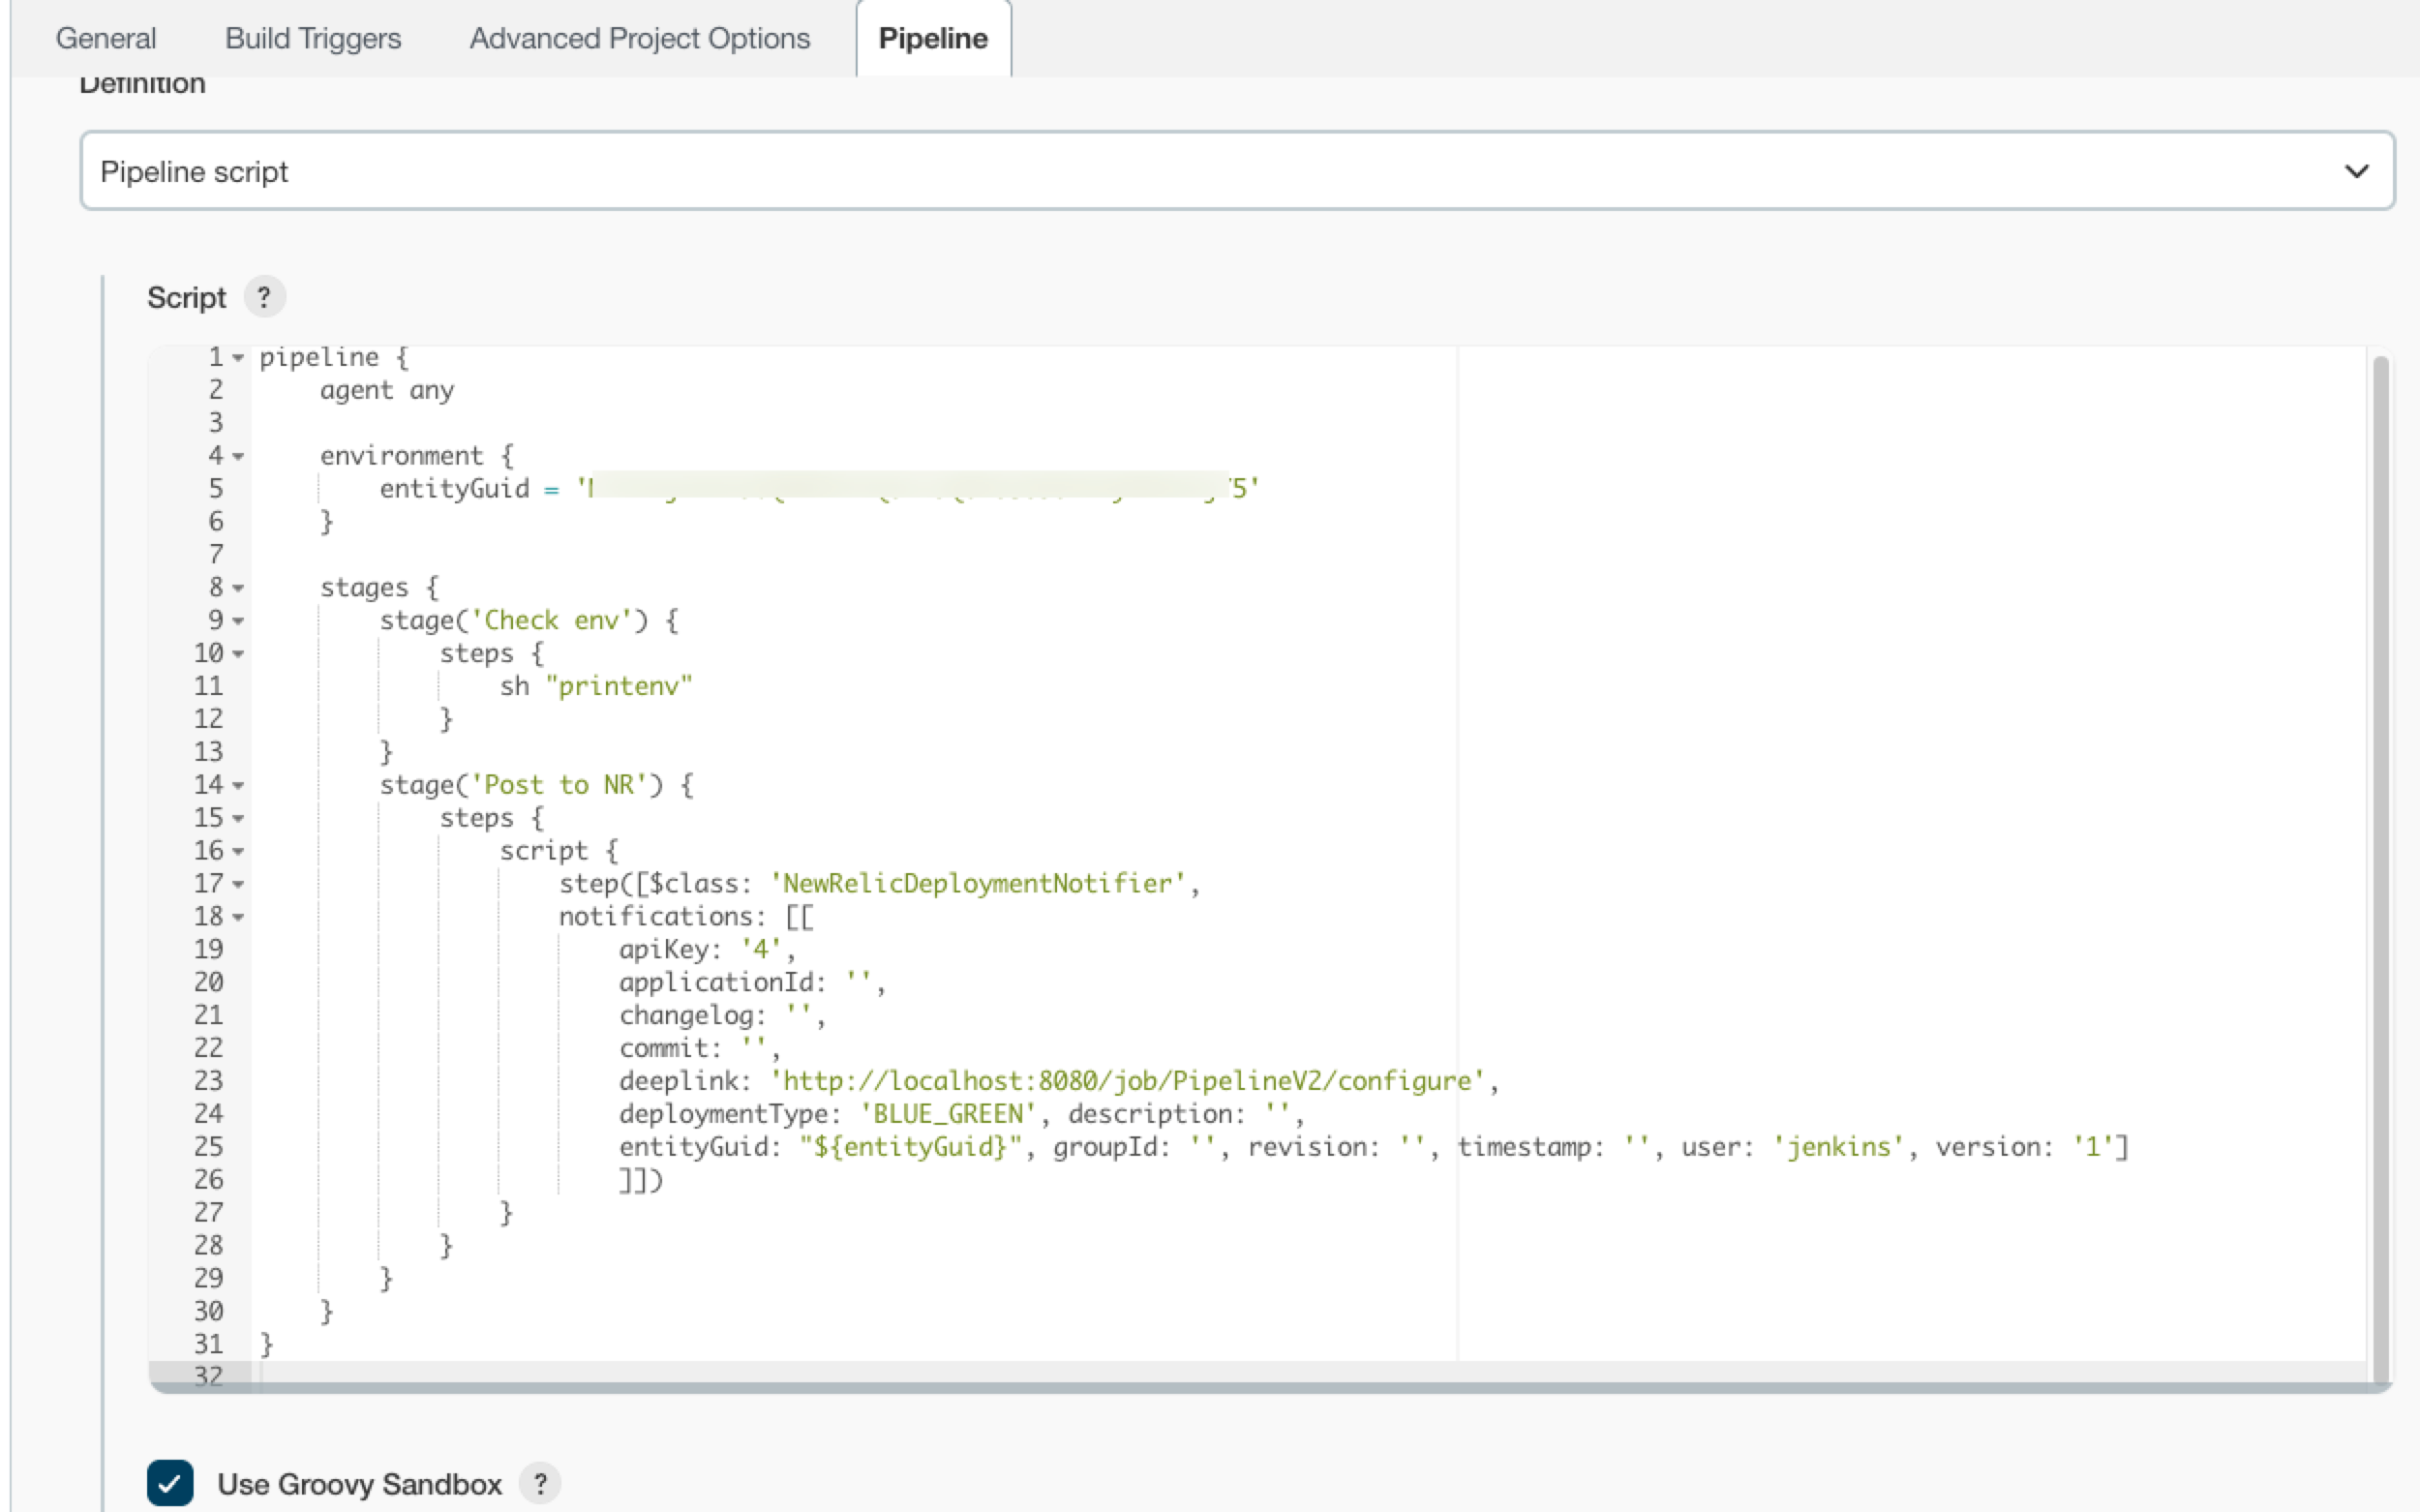 General Build Triggers Advanced Project Options Pipeline
Definition
Pipeline script
Script ?
1 pipeline {
2 agent any
3
4 environment {
5 entityGuid = ' 5'
6 }
7
8 stages {
9 stage('Check env') {
10 steps {
11 sh "printenv"
12 }
13 }
14 stage('Post to NR') {
15 steps {
16 script {
17 step([$class: 'NewRelicDeploymentNotifier',
18 notifications: [[
19 apiKey: '4',
20 applicationId: '',
21 changelog: '',
22 commit: '',
23 deeplink: 'http://localhost:8080/job/PipelineV2/configure',
24 deploymentType: 'BLUE_GREEN', description: '',
25 entityGuid: "${entityGuid}", groupId: '', revision: '', timestamp: '', user: 'jenkins', version: '1']
26 ]])
27 }
28 }
29 }
30 }
31 }
32
Use Groovy Sandbox ?